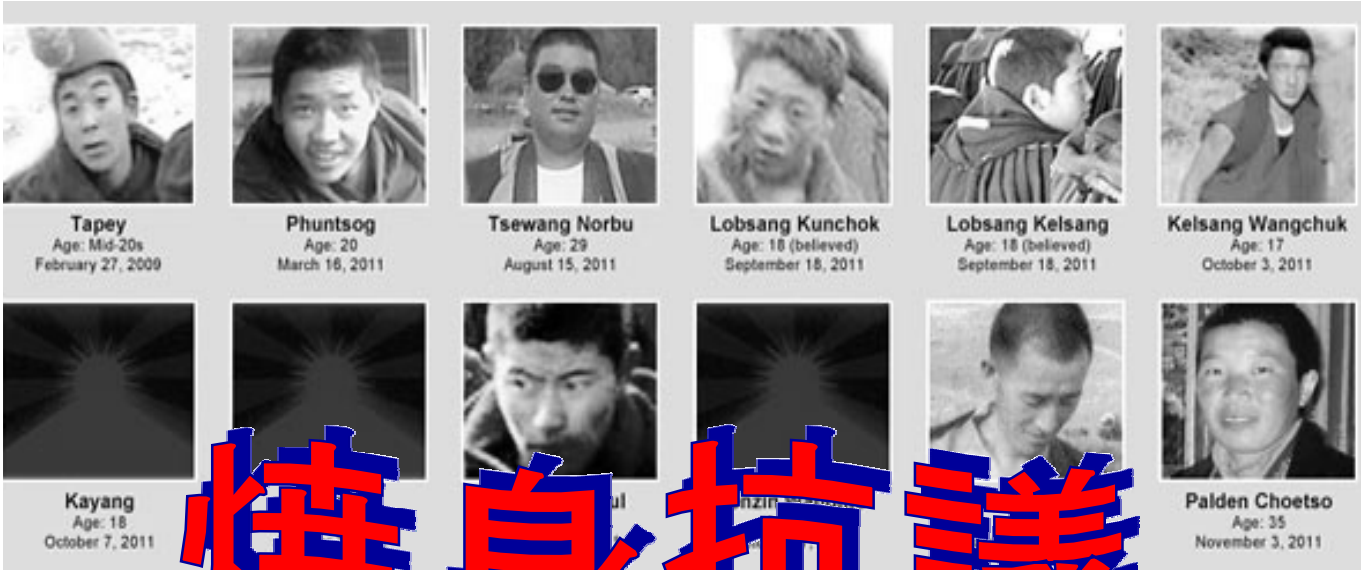 Tapey
Age: Mid-20s
February 27, 2009
Phuntsog
Age: 20
March 16, 2011
Tsewang Norbu
Age: 29
August 15, 2011
Lobsang Kunchok
Age: 18 (believed)
September 18, 2011
Lobsang Kelsang
Age: 18 (believed)
September 18, 2011
Kelsang Wangchuk
Age: 17
October 3, 2011
Kayang
Age: 18
October 7, 2011
Palden Choetso
Age: 35
November 3, 2011
焼身抗議